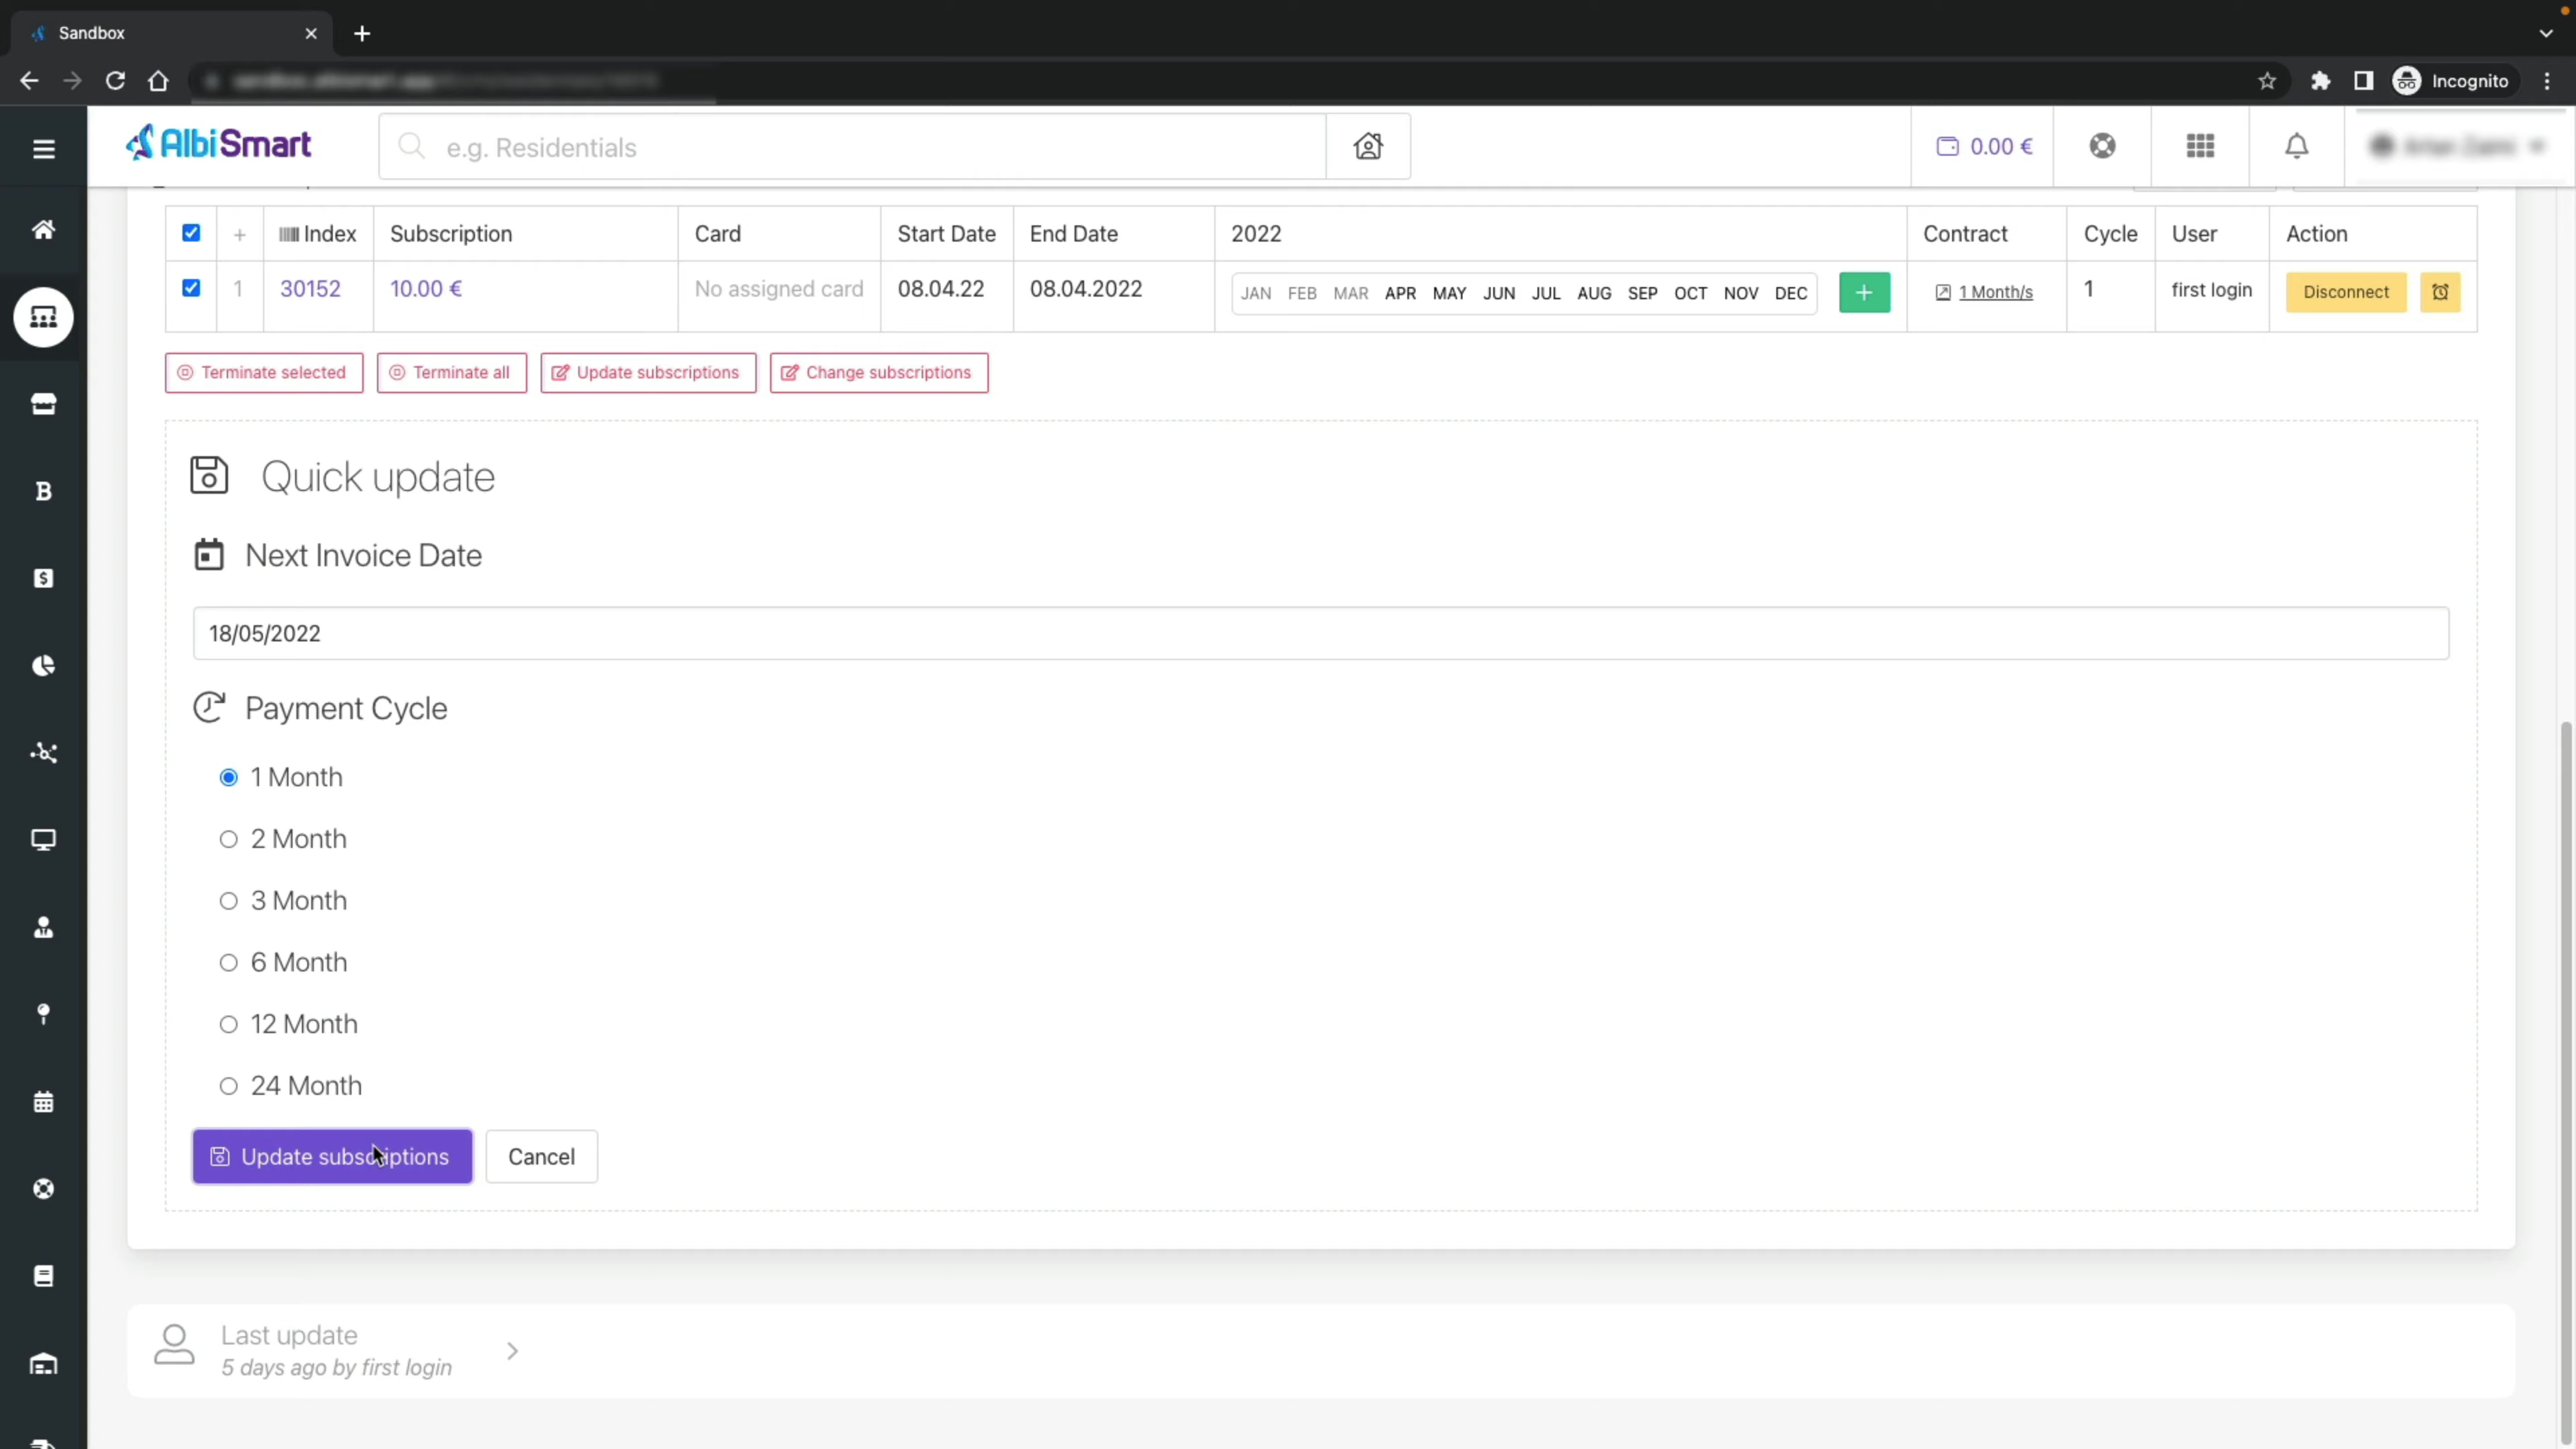 Sandbox
Incognito
AlbiSmart
e.g. Residentials
0.00 €
+ Index Subscription Card Start Date End Date 2022 Contract Cycle User Action
1 30152 10.00 € No assigned card 08.04.22 08.04.2022 JAN FEB MAR APR MAY JUN JUL AUG SEP OCT NOV DEC + 1 Month/s 1 first login Disconnect
Terminate selected Terminate all Update subscriptions Change subscriptions
Quick update
Next Invoice Date
18/05/2022
Payment Cycle
1 Month
2 Month
3 Month
6 Month
12 Month
24 Month
Update subscriptions Cancel
Last update
5 days ago by first login